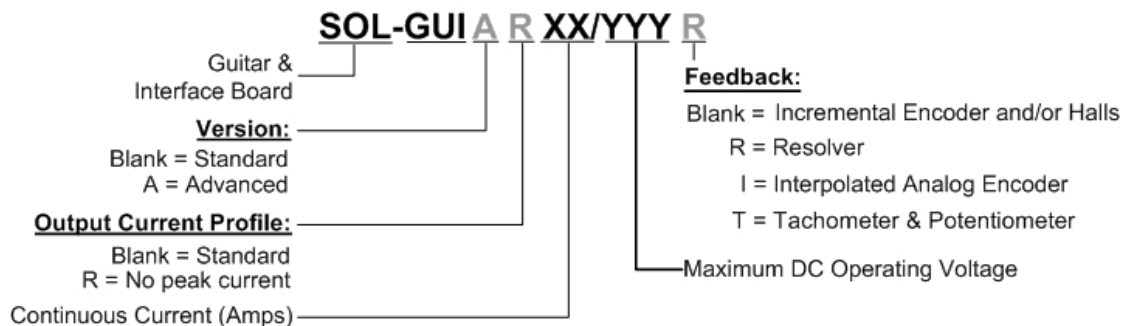 SOL-GUI A R XX/YYY R
Guitar &
Interface Board
Version:
Blank = Standard
A = Advanced
Output Current Profile:
Blank = Standard
R = No peak current
Continuous Current (Amps)
Feedback:
Blank = Incremental Encoder and/or Halls
R = Resolver
I = Interpolated Analog Encoder
T = Tachometer & Potentiometer
Maximum DC Operating Voltage